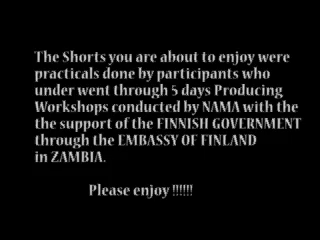 The Shorts you are about to enjoy were
practicals done by participants who
under went through 5 days Producing
Workshops conducted by NAMA with the
the support of the FINNISH GOVERNMENT
through the EMBASSY OF FINLAND
in ZAMBIA.
Please enjoy !!!!!!